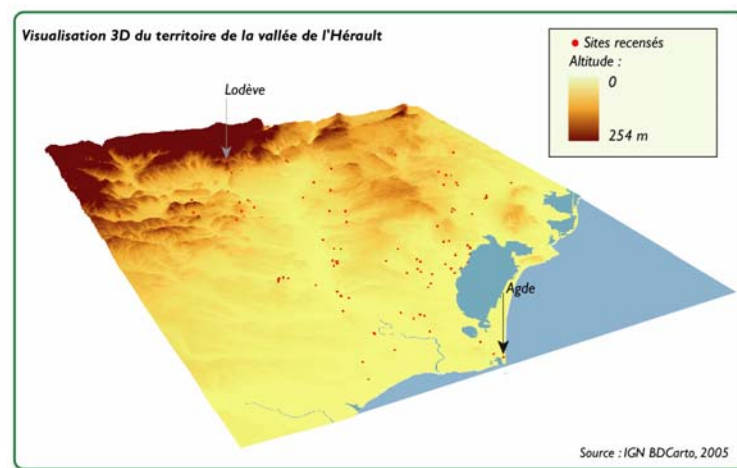 Visualisation 3D du territoire de la vallée de l'Hérault
Sites recensés
Altitude :
0
254 m
Lodève
Agde
Source : IGN BDCarto, 2005